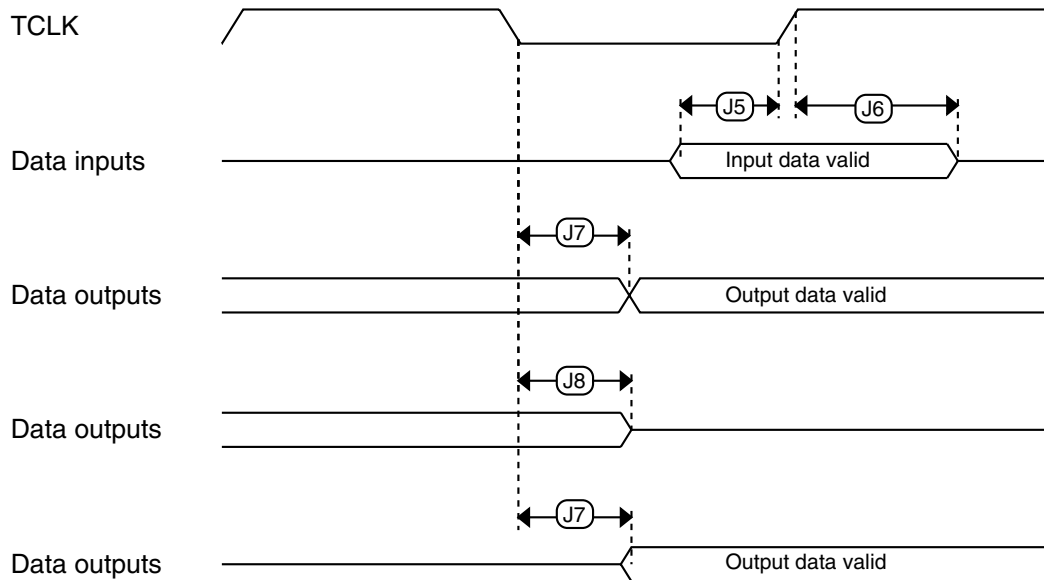 TCLK
J5
J6
Data inputs
Input data valid
J7
Data outputs
Output data valid
J8
Data outputs
J7
Data outputs
Output data valid